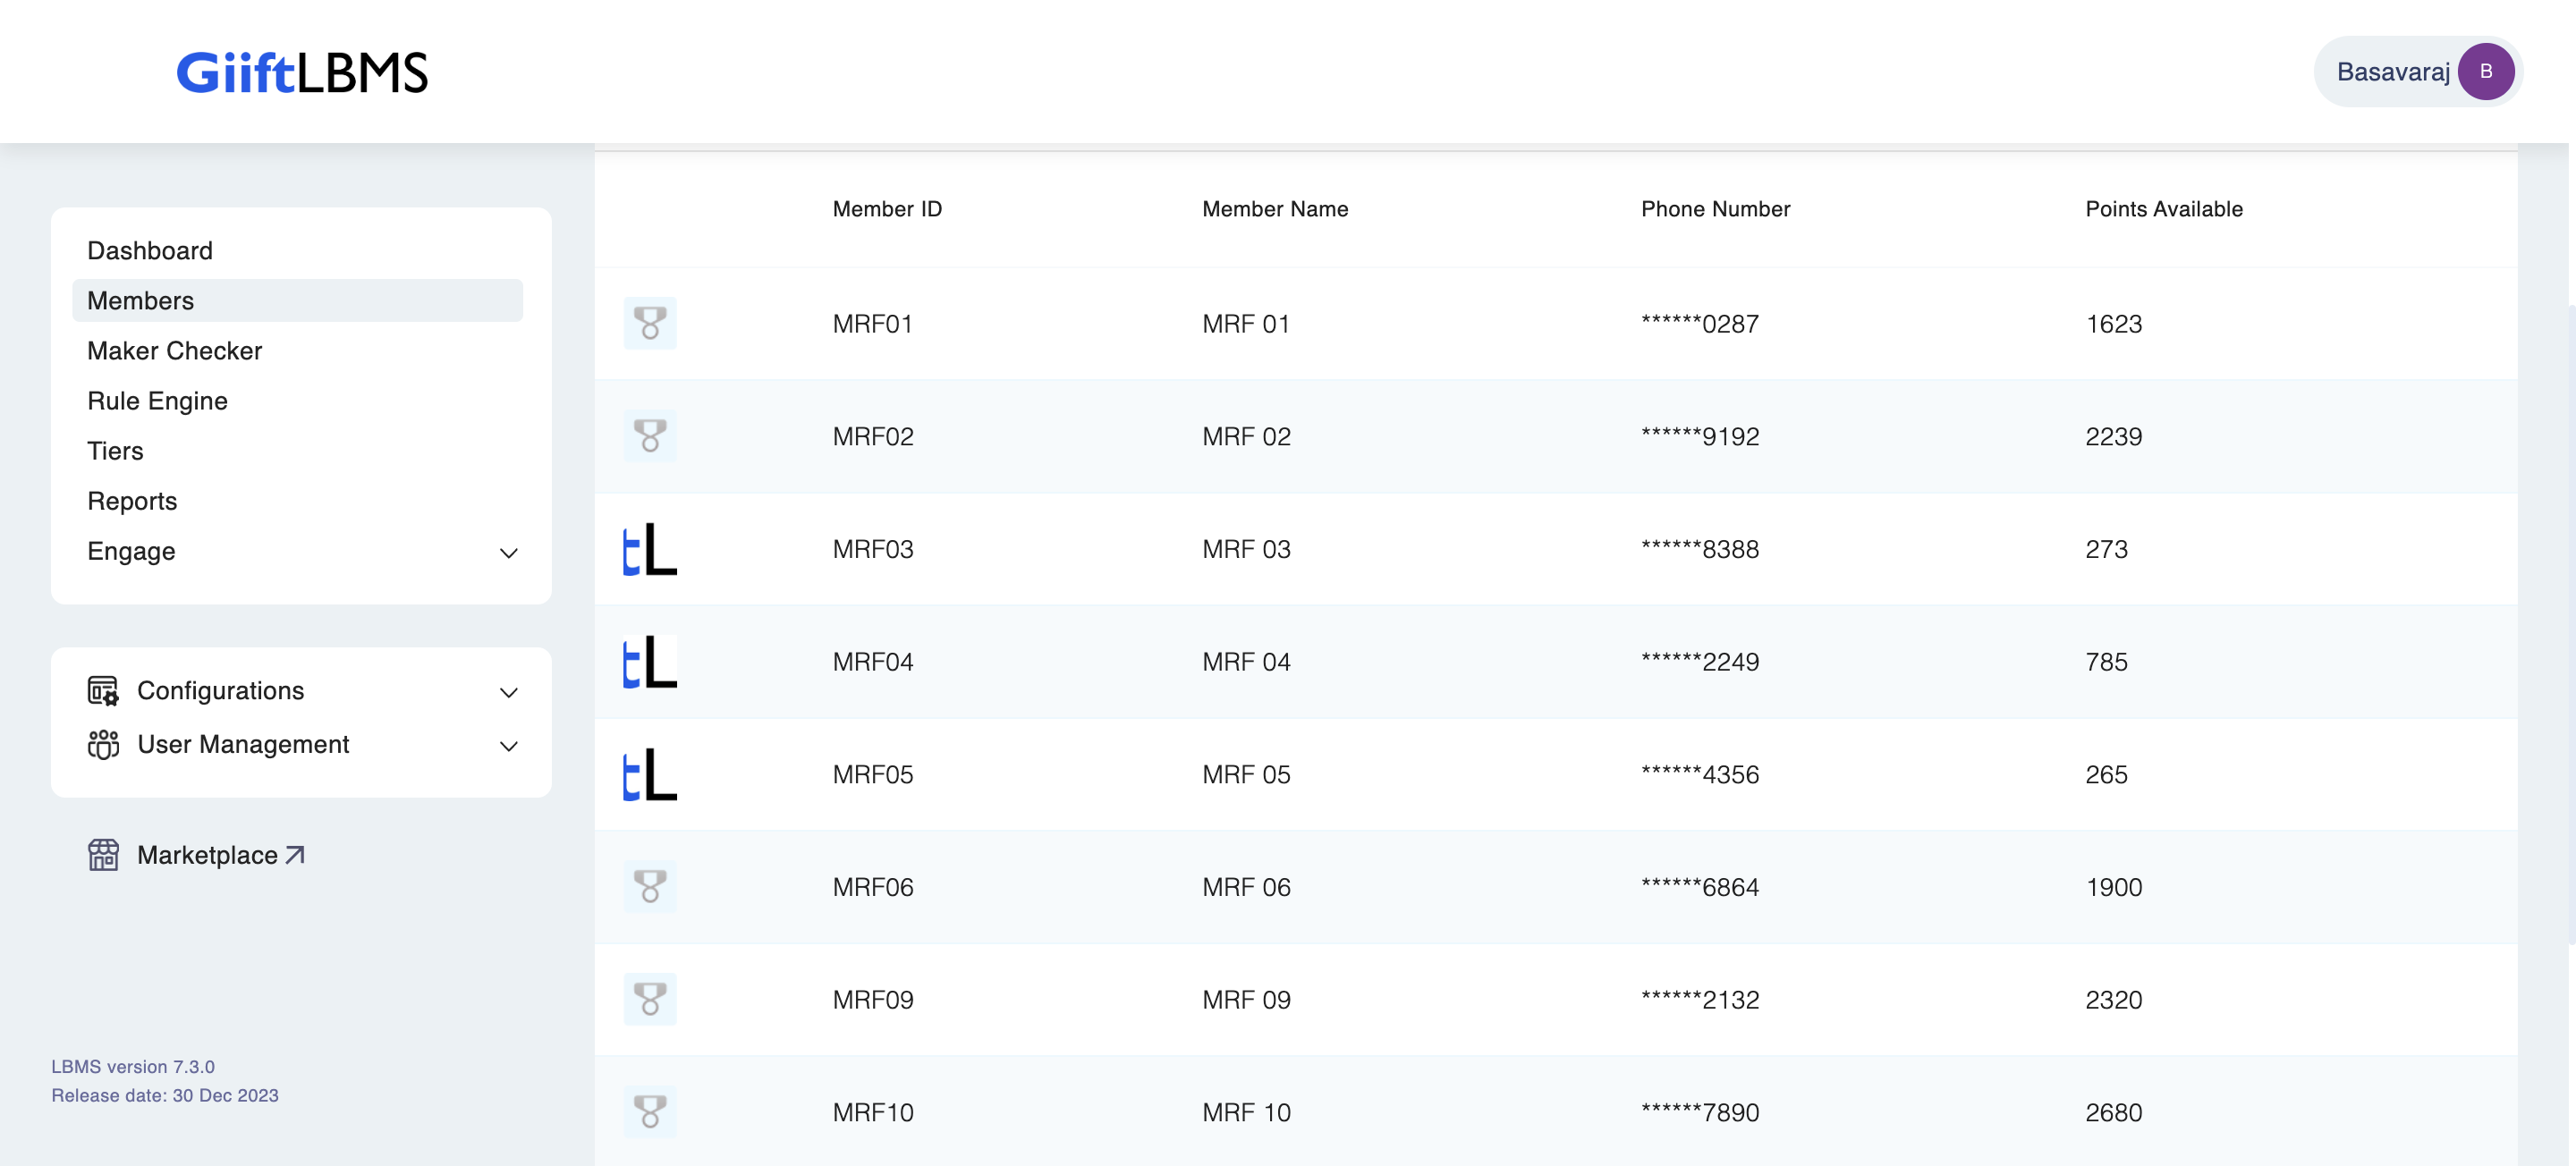 GiiftLBMS
Basavaraj B
Dashboard
Members
Maker Checker
Rule Engine
Tiers
Reports
Engage
Configurations
User Management
Marketplace
LBMS version 7.3.0
Release date: 30 Dec 2023
Member ID Member Name Phone Number Points Available
MRF01 MRF 01 ******0287 1623
MRF02 MRF 02 ******9192 2239
tL MRF03 MRF 03 ******8388 273
tL MRF04 MRF 04 ******2249 785
tL MRF05 MRF 05 ******4356 265
MRF06 MRF 06 ******6864 1900
MRF09 MRF 09 ******2132 2320
MRF10 MRF 10 ******7890 2680